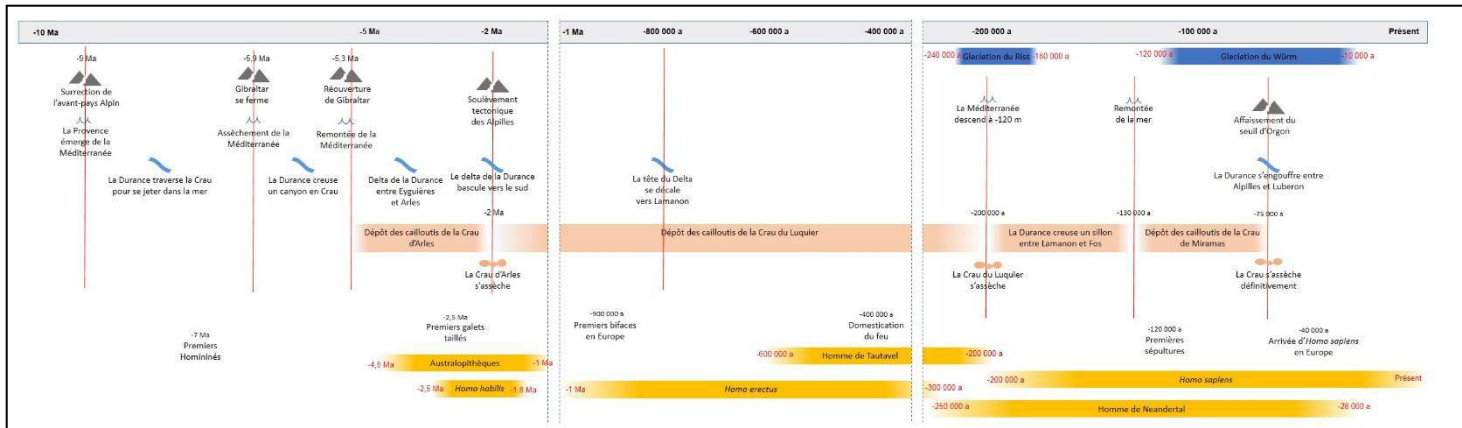 -10 Ma
-5 Ma
-2 Ma
-1 Ma
-800 000 a
-600 000 a
-400 000 a
-200 000 a
-100 000 a
Présent
-240 000 a
Glaciation du Riss
-160 000 a
-120 000 a
Glaciation du Würm
-10 000 a
-9 Ma
Surrection de
l'avant-pays Alpin
La Provence
émerge de la
Méditerranée
-5,9 Ma
Gibraltar
se ferme
Assèchement de la
Méditerranée
-5,3 Ma
Réouverture
de Gibraltar
Remontée de la
Méditerranée
Soulèvement
tectonique
des Alpilles
La Méditerranée
descend à -120 m
Remontée
de la mer
Affaissement du
seuil d'Orgon
La Durance traverse la Crau
pour se jeter dans la mer
La Durance creuse
un canyon en Crau
Delta de la Durance
entre Eyguières
et Arles
Le delta de la Durance
bascule vers le sud
La tête du Delta
se décale
vers Lamanon
La Durance s'engouffre entre
Alpilles et Luberon
-2 Ma
-200 000 a
-130 000 a
-75 000 a
Dépôt des cailloutis de la Crau
d'Arles
Dépôt des cailloutis de la Crau du Luquier
La Durance creuse un sillon
entre Lamanon et Fos
Dépôt des cailloutis de la Crau
de Miramas
La Crau d'Arles
s'assèche
La Crau du Luquier
s'assèche
La Crau s'assèche
définitivement
-7 Ma
Premiers
Homininés
-2,5 Ma
Premiers galets
taillés
-900 000 a
Premiers bifaces
en Europe
-400 000 a
Domestication
du feu
-120 000 a
Premières
sépultures
-40 000 a
Arrivée d'Homo sapiens
en Europe
-4,5 Ma
Australopithèques
-1 Ma
-600 000 a
Homme de Tautavel
-200 000 a
-2,5 Ma
Homo habilis
-1,8 Ma
-1 Ma
Homo erectus
-300 000 a
-200 000 a
Homo sapiens
Présent
-250 000 a
Homme de Neandertal
-28 000 a